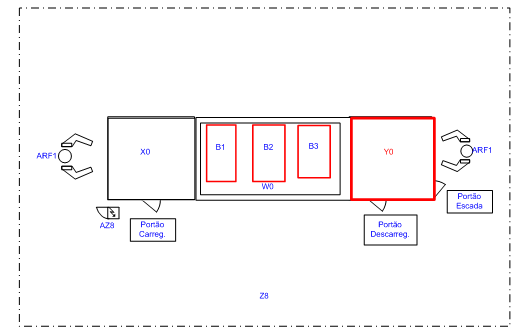 B1
B2
B3
X0
Y0
ARF1
ARF1
W0
Portão
Escada
AZ8
Portão
Carreg.
Portão
Descarreg.
Z8